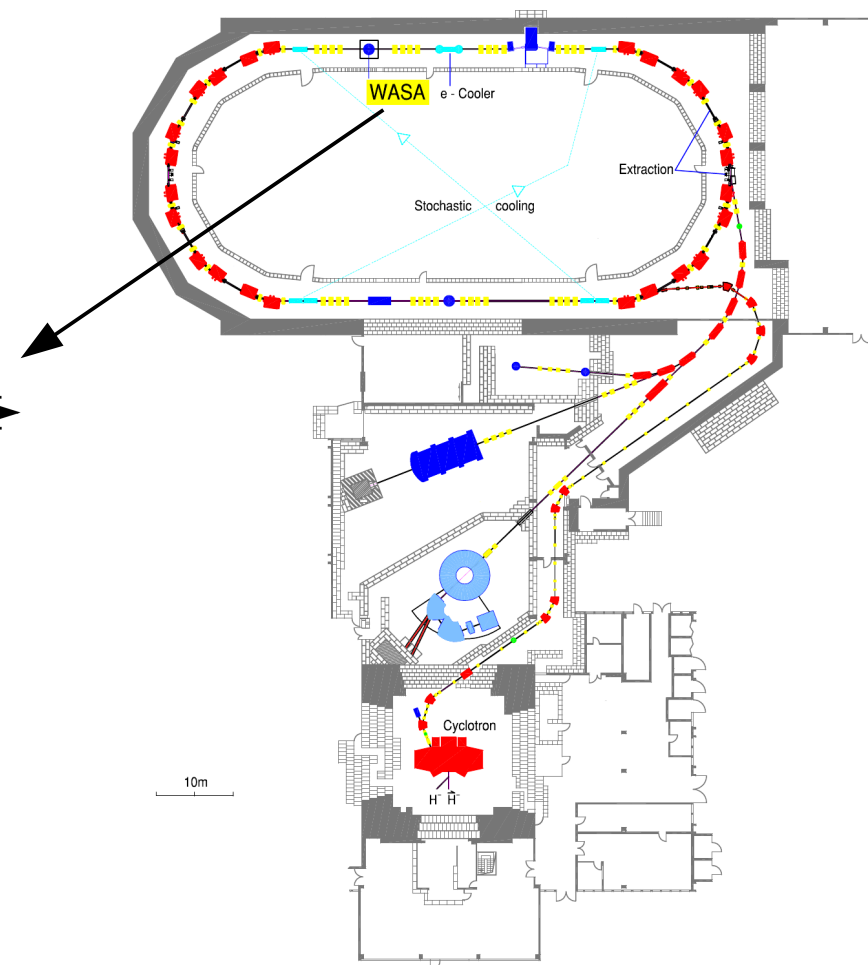 WASA
e - Cooler
Extraction
Stochastic cooling
Cyclotron
10m
H⁻ H⃗⁻